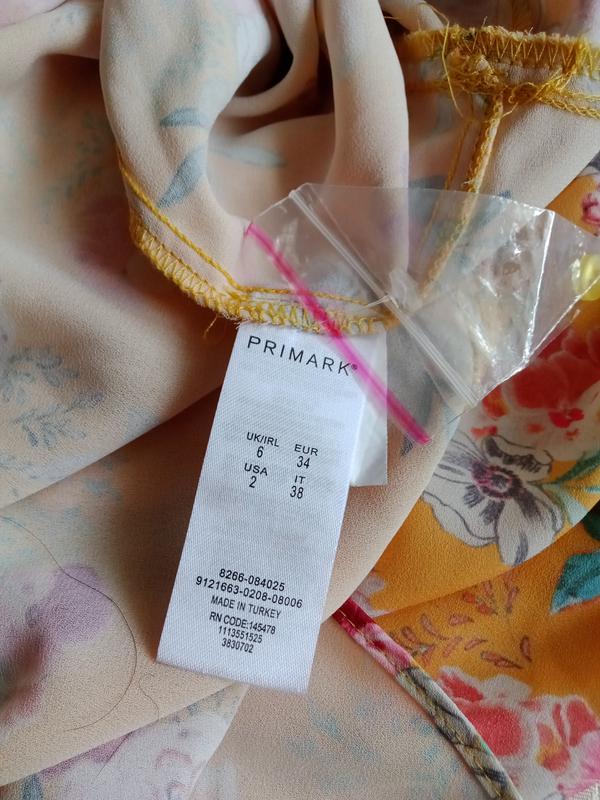 PRIMARK®
UK/IRL EUR
6 34
USA IT
2 38
8266-084025
9121663-0208-08006
MADE IN TURKEY
RN CODE:145478
1113551525
3830702